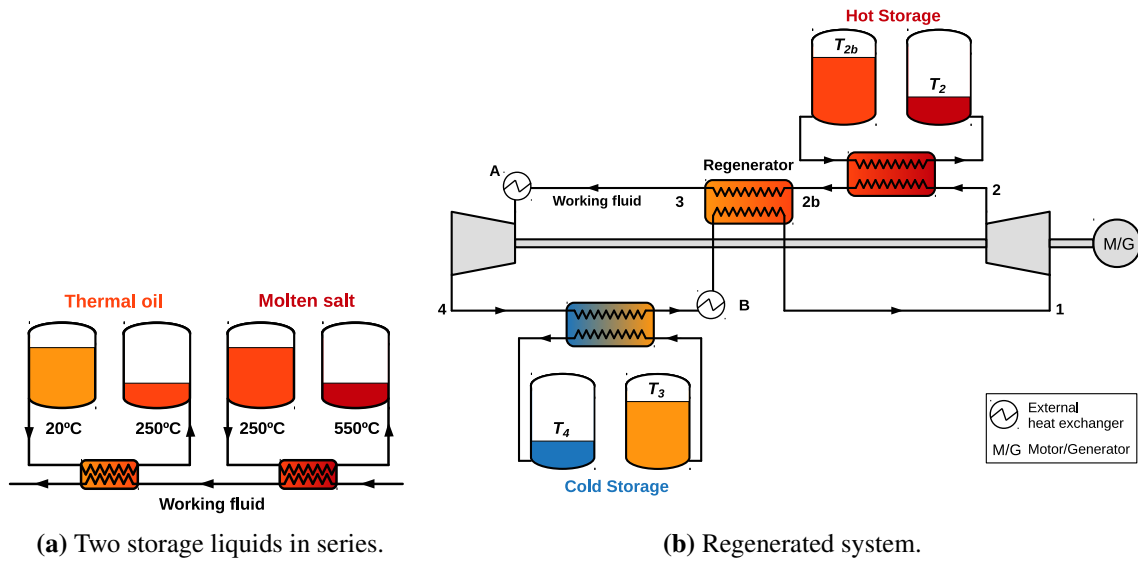 Hot Storage
T2b
T2
A
Regenerator
Working fluid
3
2b
2
M/G
4
B
1
Thermal oil
Molten salt
20ºC
250ºC
250ºC
550ºC
Working fluid
T4
T3
Cold Storage
External
heat exchanger
M/G Motor/Generator
(a) Two storage liquids in series.
(b) Regenerated system.